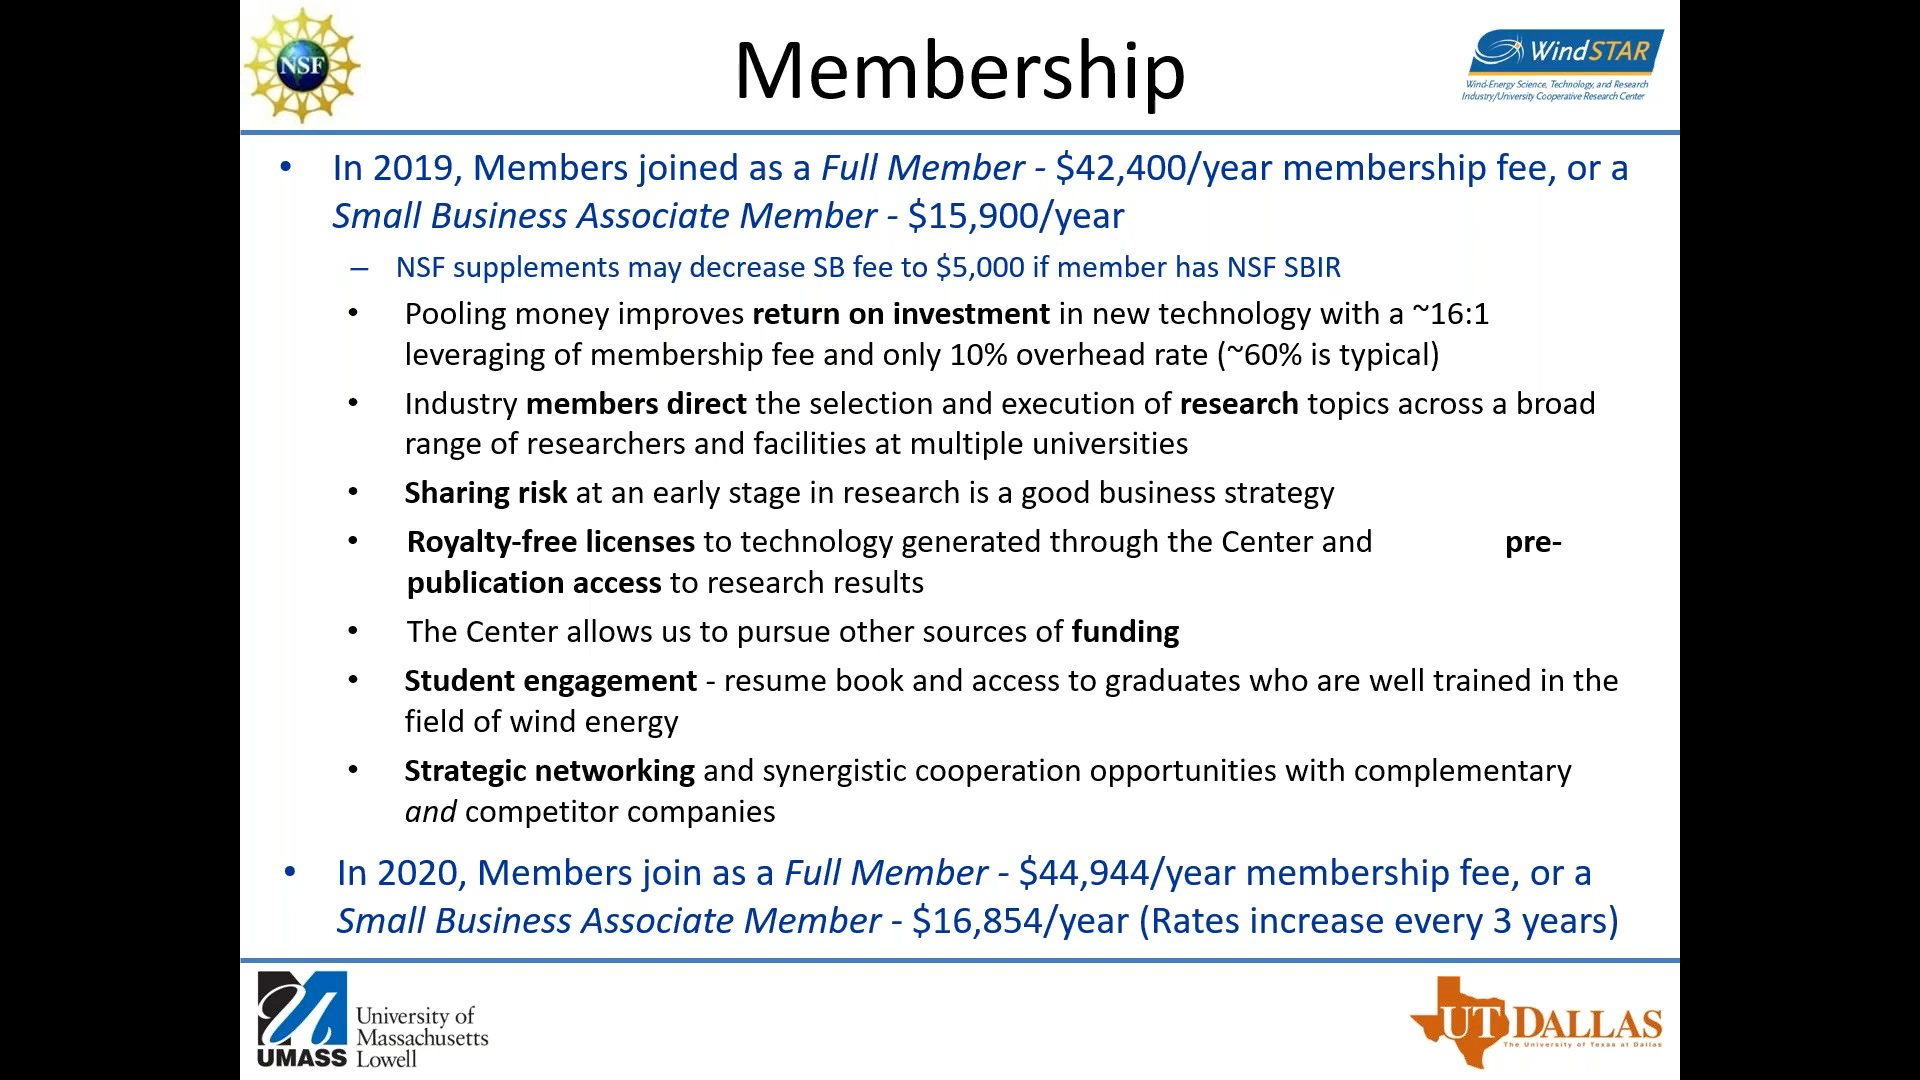 NSF
Membership
WindSTAR
Wind-Energy Science, Technology, and Research
Industry/University Cooperative Research Center
• In 2019, Members joined as a Full Member - $42,400/year membership fee, or a
Small Business Associate Member - $15,900/year
– NSF supplements may decrease SB fee to $5,000 if member has NSF SBIR
• Pooling money improves return on investment in new technology with a ~16:1
leveraging of membership fee and only 10% overhead rate (~60% is typical)
• Industry members direct the selection and execution of research topics across a broad
range of researchers and facilities at multiple universities
• Sharing risk at an early stage in research is a good business strategy
• Royalty-free licenses to technology generated through the Center and pre-
publication access to research results
• The Center allows us to pursue other sources of funding
• Student engagement - resume book and access to graduates who are well trained in the
field of wind energy
• Strategic networking and synergistic cooperation opportunities with complementary
and competitor companies
• In 2020, Members join as a Full Member - $44,944/year membership fee, or a
Small Business Associate Member - $16,854/year (Rates increase every 3 years)
UMASS
University of
Massachusetts
Lowell
UT DALLAS
The University of Texas at Dallas